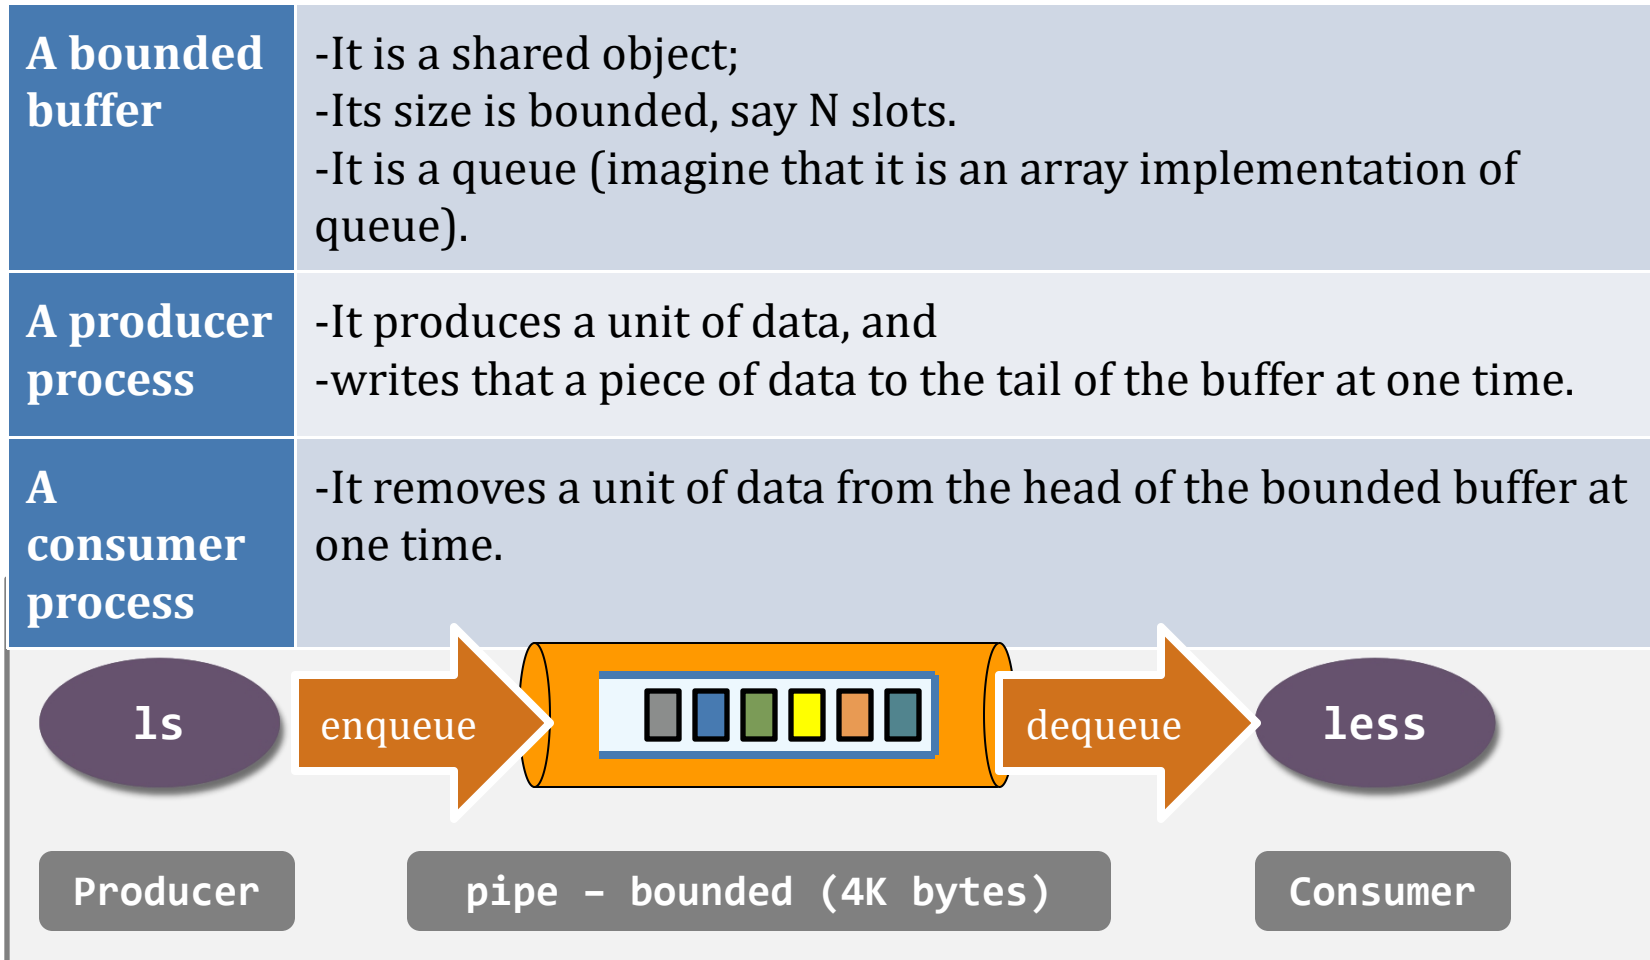 A bounded
buffer
-It is a shared object;
-Its size is bounded, say N slots.
-It is a queue (imagine that it is an array implementation of
queue).
A producer
process
-It produces a unit of data, and
-writes that a piece of data to the tail of the buffer at one time.
A
consumer
process
-It removes a unit of data from the head of the bounded buffer at
one time.
ls
enqueue
dequeue
less
Producer
pipe – bounded (4K bytes)
Consumer